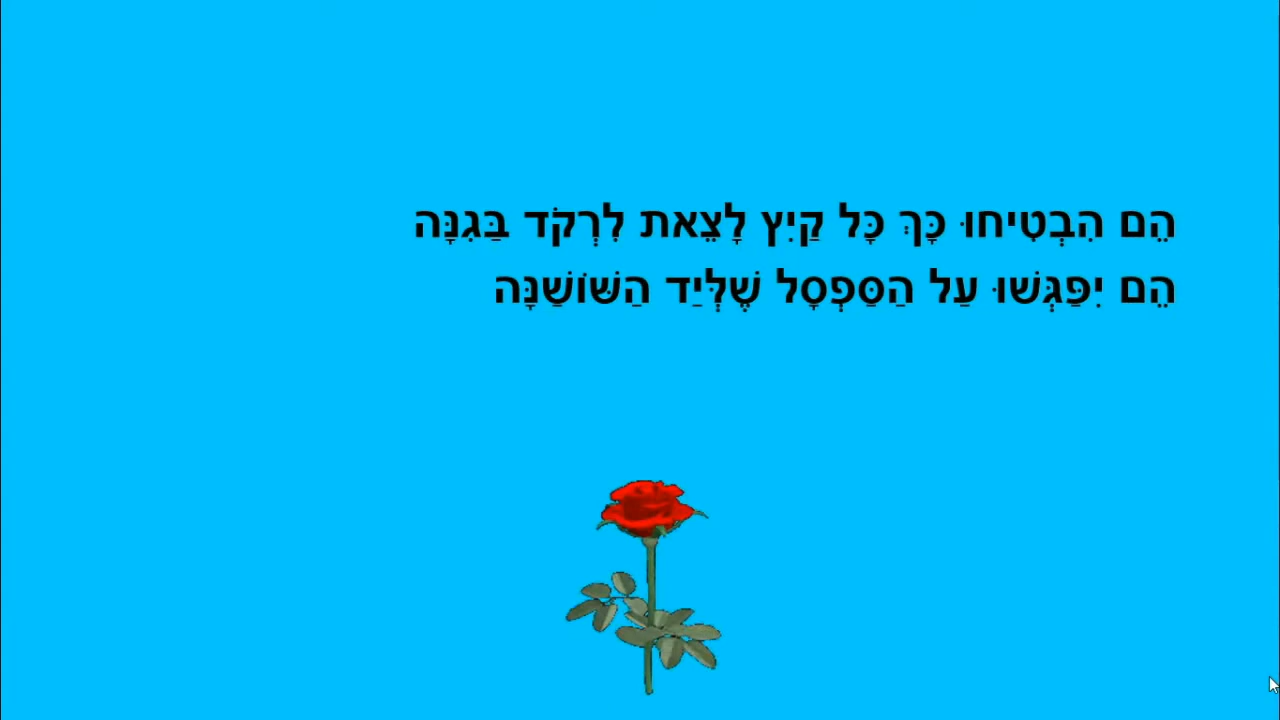 הֵם הִבְטִיחוּ כָּךְ כָּל קַיִץ לָצֵאת לִרְקֹד בַּגִנָּה
הֵם יִפַּגְּשׁוּ עַל הַסַּפְסָל שֶׁלְּיַד הַשּׁוֹשַׁנָּה